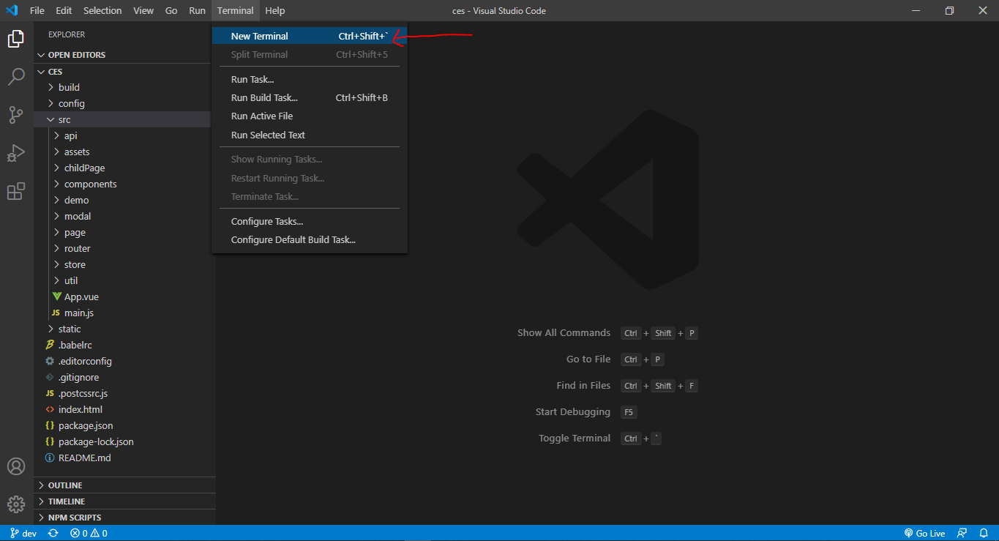 File Edit Selection View Go Run Terminal Help ces - Visual Studio Code
EXPLORER
OPEN EDITORS
CES
build
config
src
api
assets
childPage
components
demo
modal
page
router
store
util
App.vue
JS main.js
static
.babelrc
.editorconfig
.gitignore
JS .postcssrc.js
<> index.html
{} package.json
{} package-lock.json
README.md
OUTLINE
TIMELINE
NPM SCRIPTS
New Terminal Ctrl+Shift+`
Split Terminal Ctrl+Shift+5
Run Task...
Run Build Task... Ctrl+Shift+B
Run Active File
Run Selected Text
Show Running Tasks...
Restart Running Task...
Terminate Task...
Configure Tasks...
Configure Default Build Task...
Show All Commands Ctrl + Shift + P
Go to File Ctrl + P
Find in Files Ctrl + Shift + F
Start Debugging F5
Toggle Terminal Ctrl + `
dev 0 0 Go Live